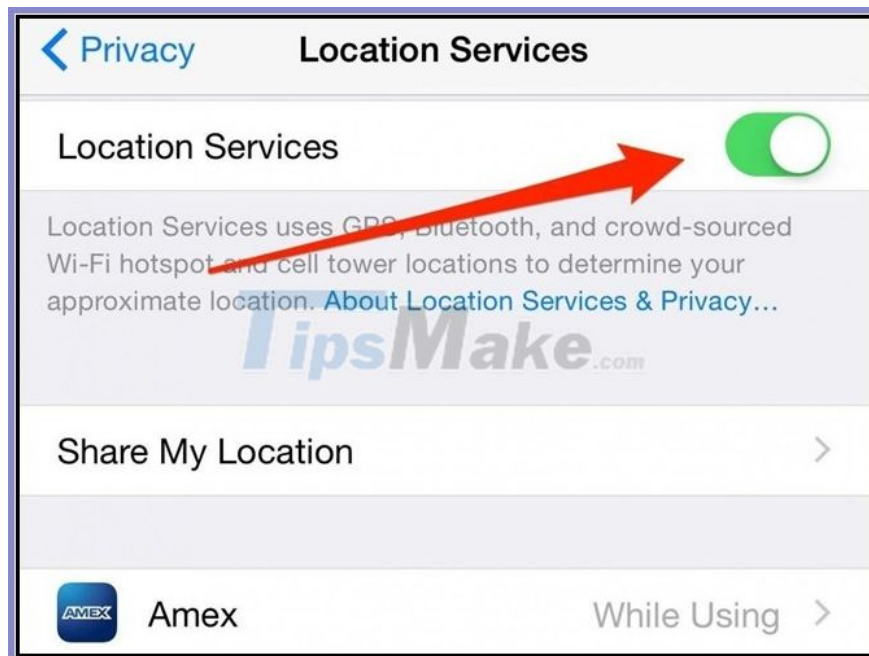 Privacy Location Services
Location Services
Location Services uses GPS, Bluetooth, and crowd-sourced
Wi-Fi hotspot and cell tower locations to determine your
approximate location. About Location Services & Privacy...
TipsMake.com
Share My Location
AMEX Amex While Using